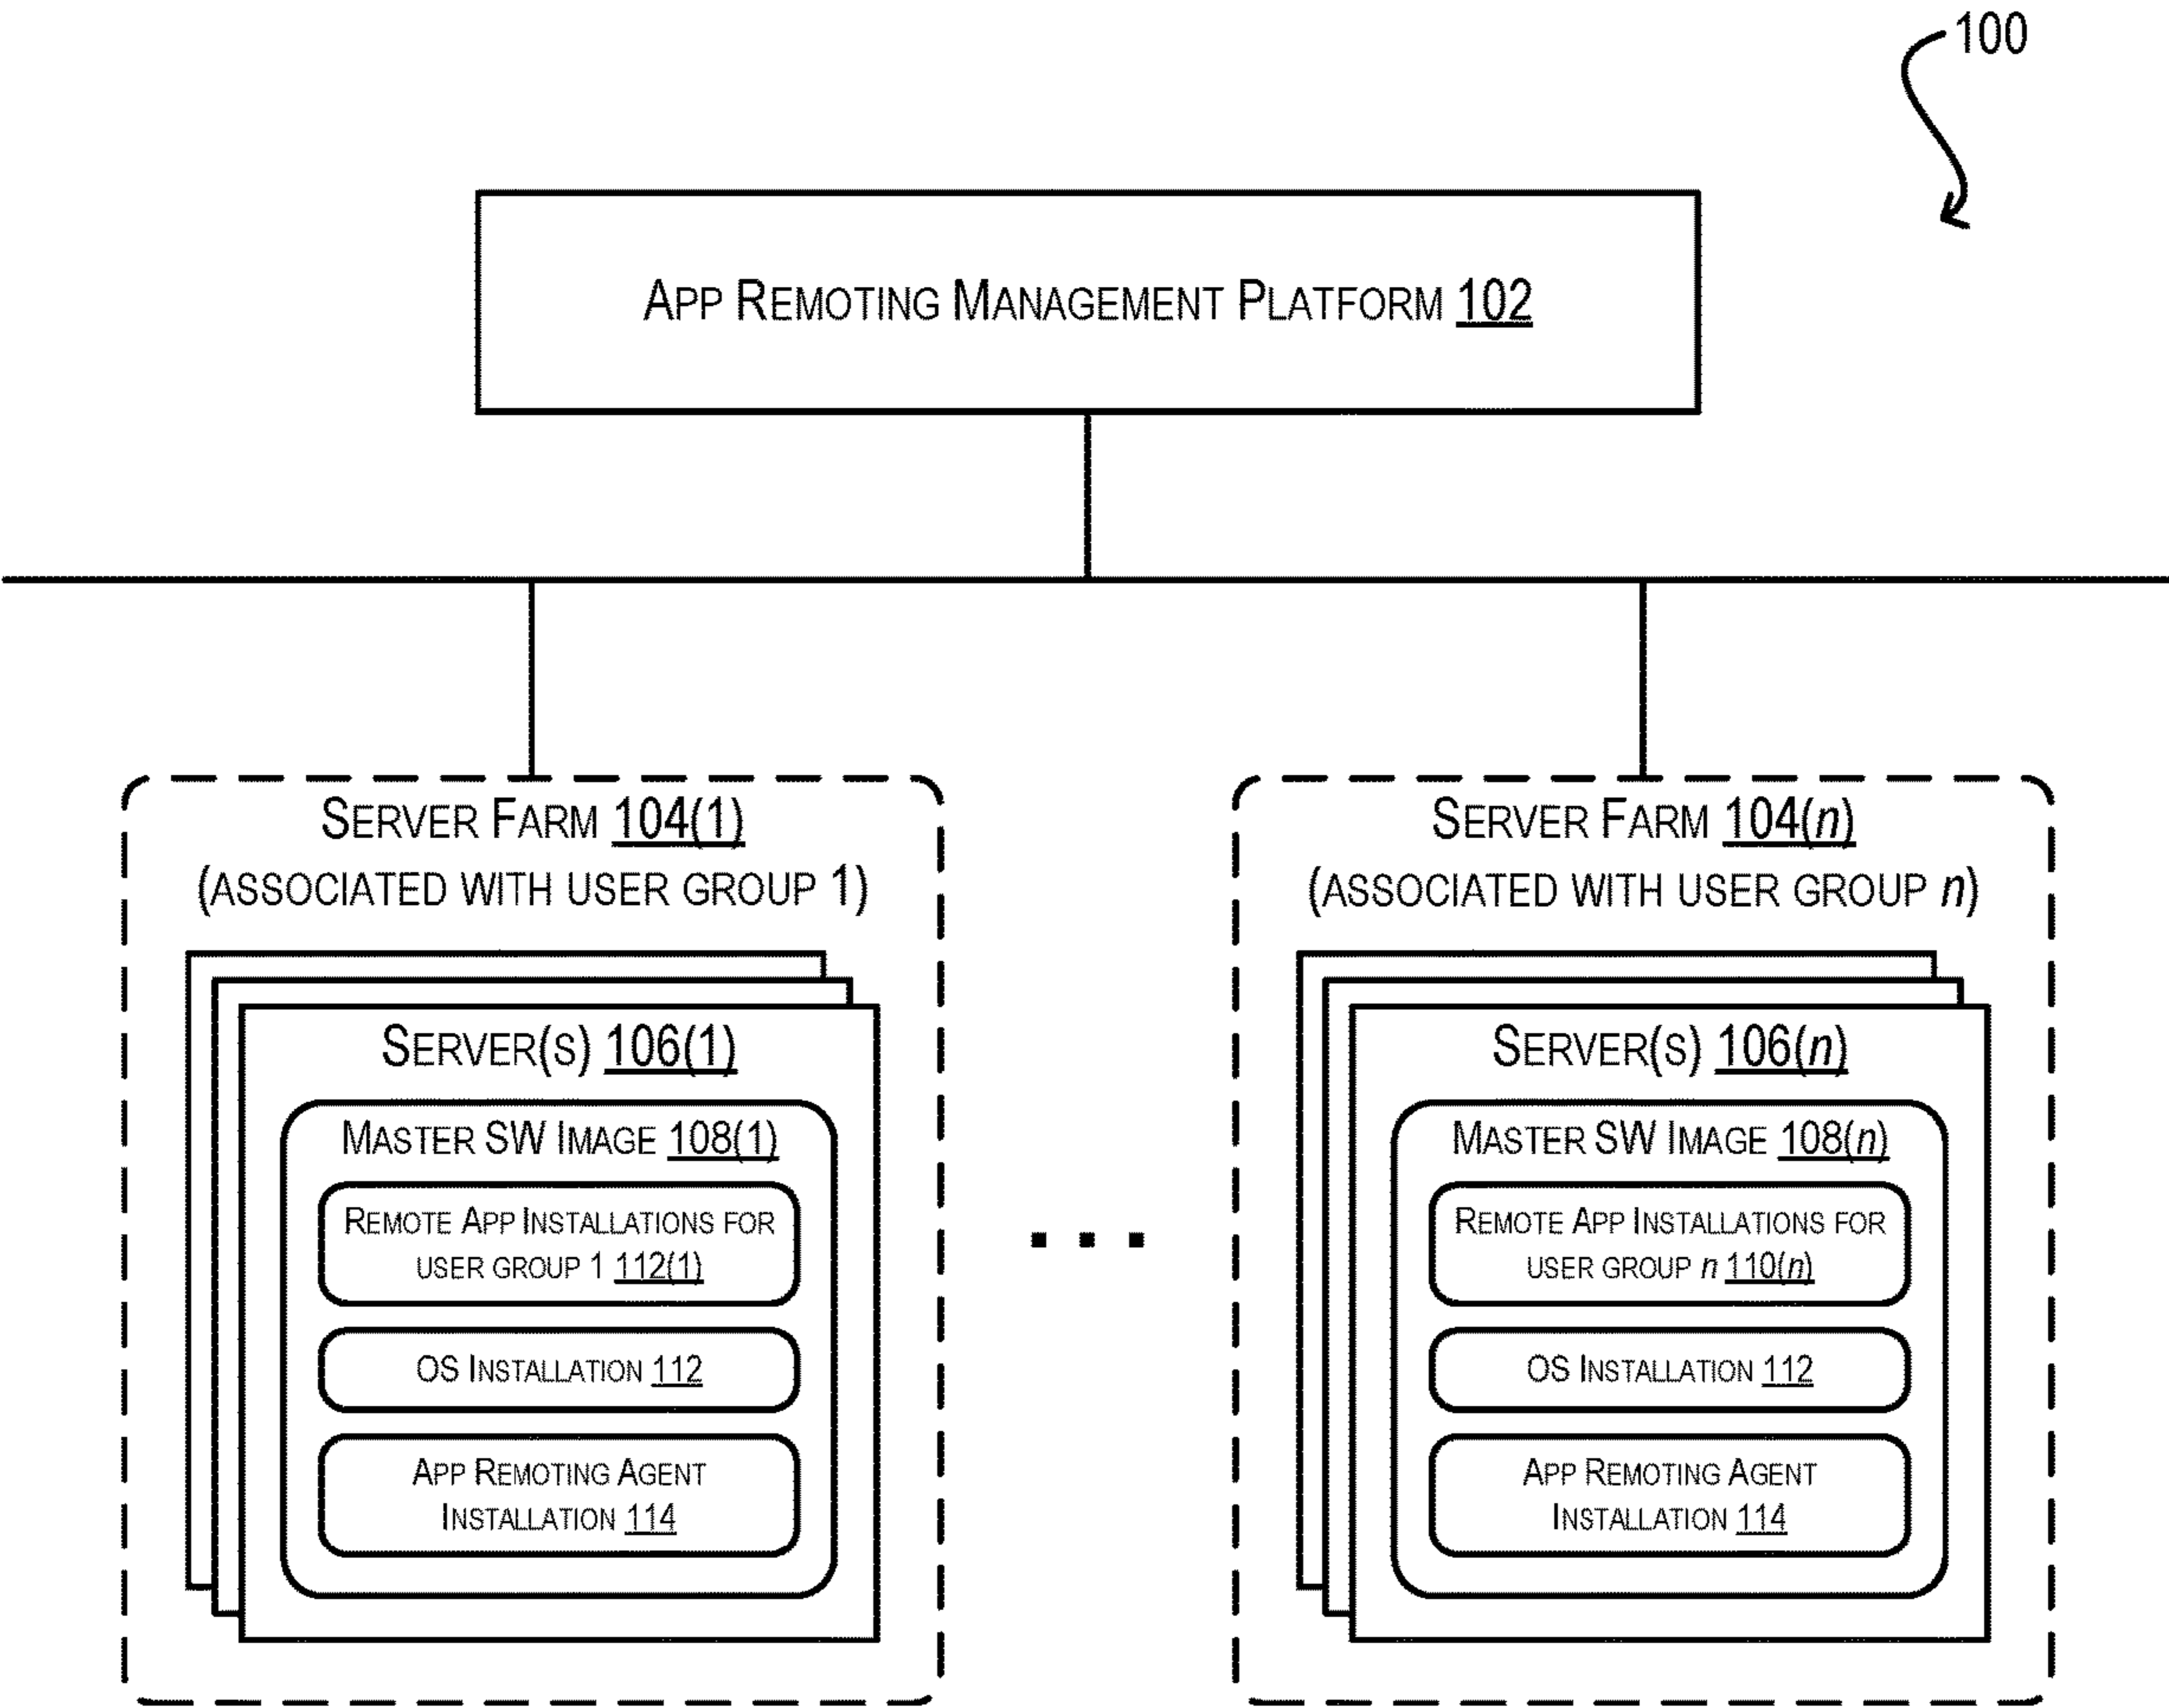 100
APP REMOTING MANAGEMENT PLATFORM 102
SERVER FARM 104(1)
(ASSOCIATED WITH USER GROUP 1)
SERVER(S) 106(1)
MASTER SW IMAGE 108(1)
REMOTE APP INSTALLATIONS FOR
USER GROUP 1 112(1)
OS INSTALLATION 112
APP REMOTING AGENT
INSTALLATION 114
SERVER FARM 104(n)
(ASSOCIATED WITH USER GROUP n)
SERVER(S) 106(n)
MASTER SW IMAGE 108(n)
REMOTE APP INSTALLATIONS FOR
USER GROUP n 110(n)
OS INSTALLATION 112
APP REMOTING AGENT
INSTALLATION 114